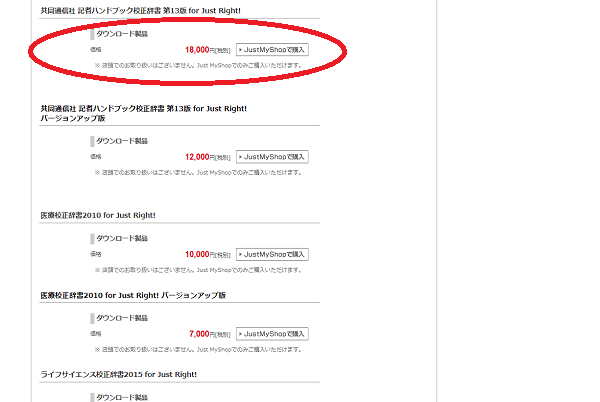 共同通信社 記者ハンドブック校正辞書 第13版 for Just Right!
ダウンロード製品
価格 18,000円[税別] JustMyShopで購入
※ 店頭でのお取り扱いはございません。Just MyShopでのみご購入いただけます。
共同通信社 記者ハンドブック校正辞書 第13版 for Just Right!
バージョンアップ版
ダウンロード製品
価格 12,000円[税別] JustMyShopで購入
※ 店頭でのお取り扱いはございません。Just MyShopでのみご購入いただけます。
医療校正辞書2010 for Just Right!
ダウンロード製品
価格 10,000円[税別] JustMyShopで購入
※ 店頭でのお取り扱いはございません。Just MyShopでのみご購入いただけます。
医療校正辞書2010 for Just Right! バージョンアップ版
ダウンロード製品
価格 7,000円[税別] JustMyShopで購入
※ 店頭でのお取り扱いはございません。Just MyShopでのみご購入いただけます。
ライフサイエンス校正辞書2015 for Just Right!
ダウンロード製品